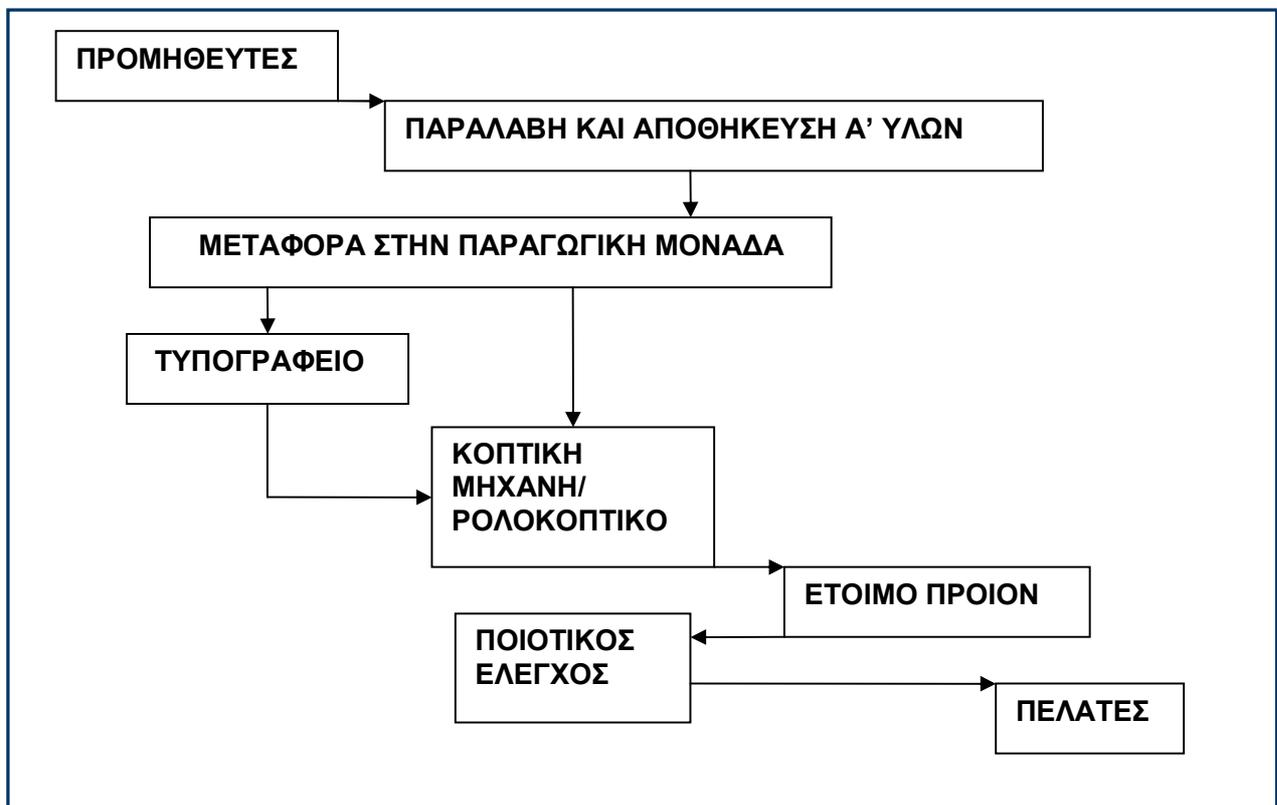 ΠΡΟΜΗΘΕΥΤΕΣ
ΠΑΡΑΛΑΒΗ ΚΑΙ ΑΠΟΘΗΚΕΥΣΗ Α’ ΥΛΩΝ
ΜΕΤΑΦΟΡΑ ΣΤΗΝ ΠΑΡΑΓΩΓΙΚΗ ΜΟΝΑΔΑ
ΤΥΠΟΓΡΑΦΕΙΟ
ΚΟΠΤΙΚΗ
ΜΗΧΑΝΗ/
ΡΟΛΟΚΟΠΤΙΚΟ
ΕΤΟΙΜΟ ΠΡΟΙΟΝ
ΠΟΙΟΤΙΚΟΣ
ΕΛΕΓΧΟΣ
ΠΕΛΑΤΕΣ